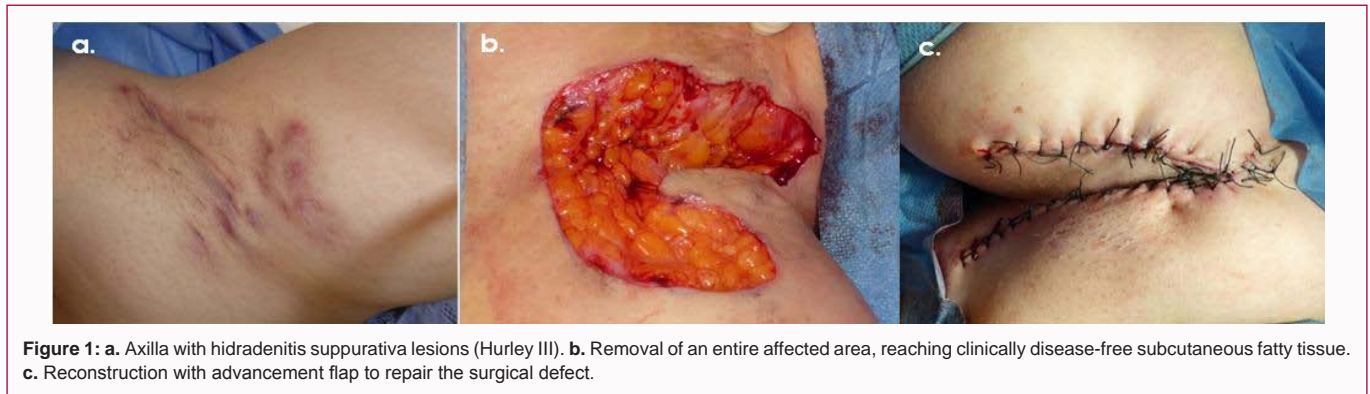 a.
b.
c.
Figure 1: a. Axilla with hidradenitis suppurativa lesions (Hurley III). b. Removal of an entire affected area, reaching clinically disease-free subcutaneous fatty tissue.
c. Reconstruction with advancement flap to repair the surgical defect.